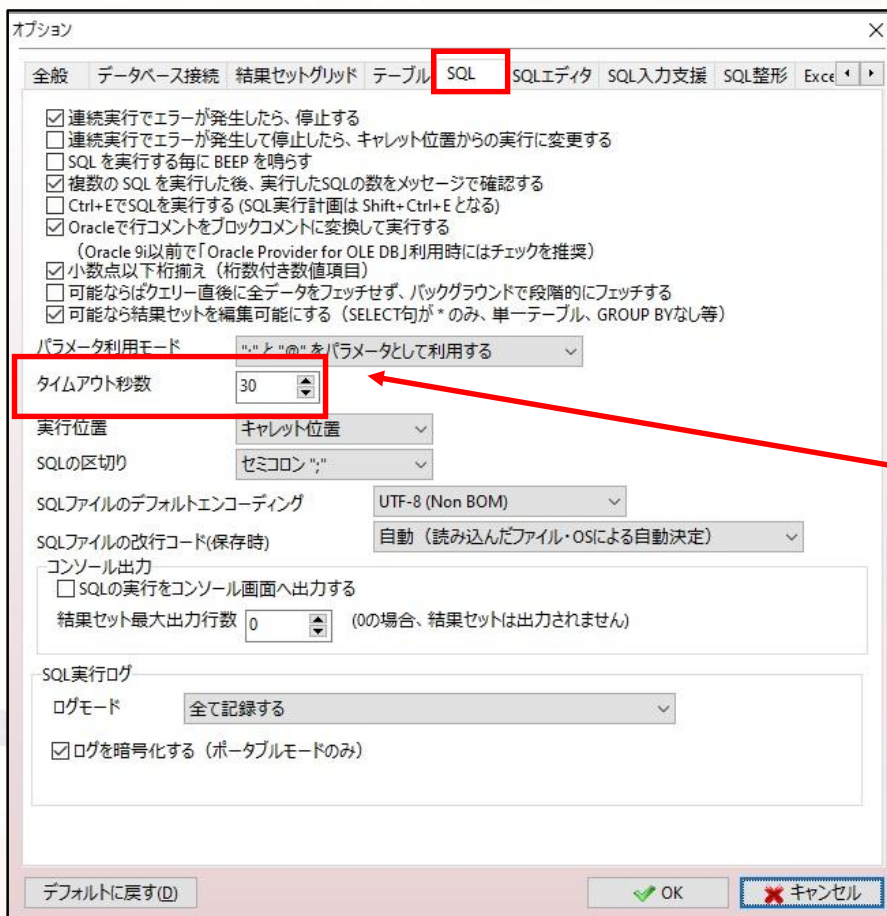 オプション
全般 データベース接続 結果セットグリッド テーブル SQL SQLエディタ SQL入力支援 SQL整形 Exce
連続実行でエラーが発生したら、停止する
連続実行でエラーが発生して停止したら、キャレット位置からの実行に変更する
SQL を実行する毎に BEEP を鳴らす
複数の SQL を実行した後、実行したSQLの数をメッセージで確認する
Ctrl+EでSQLを実行する (SQL実行計画は Shift+Ctrl+E となる)
Oracleで行コメントをブロックコメントに変換して実行する
(Oracle 9i以前で「Oracle Provider for OLE DB」利用時にはチェックを推奨)
小数点以下桁揃え (桁数付き数値項目)
可能ならばクエリー直後に全データをフェッチせず、バックグラウンドで段階的にフェッチする
可能なら結果セットを編集可能にする (SELECT句が * のみ、単一テーブル、GROUP BYなし等)
パラメータ利用モード ":" と "@" をパラメータとして利用する
タイムアウト秒数 30
実行位置 キャレット位置
SQLの区切り セミコロン ";"
SQLファイルのデフォルトエンコーディング UTF-8 (Non BOM)
SQLファイルの改行コード(保存時) 自動 (読み込んだファイル・OSによる自動決定)
コンソール出力
SQLの実行をコンソール画面へ出力する
結果セット最大出力行数 0 (0の場合、結果セットは出力されません)
SQL実行ログ
ログモード 全て記録する
ログを暗号化する (ポータブルモードのみ)
デフォルトに戻す(D) OK キャンセル